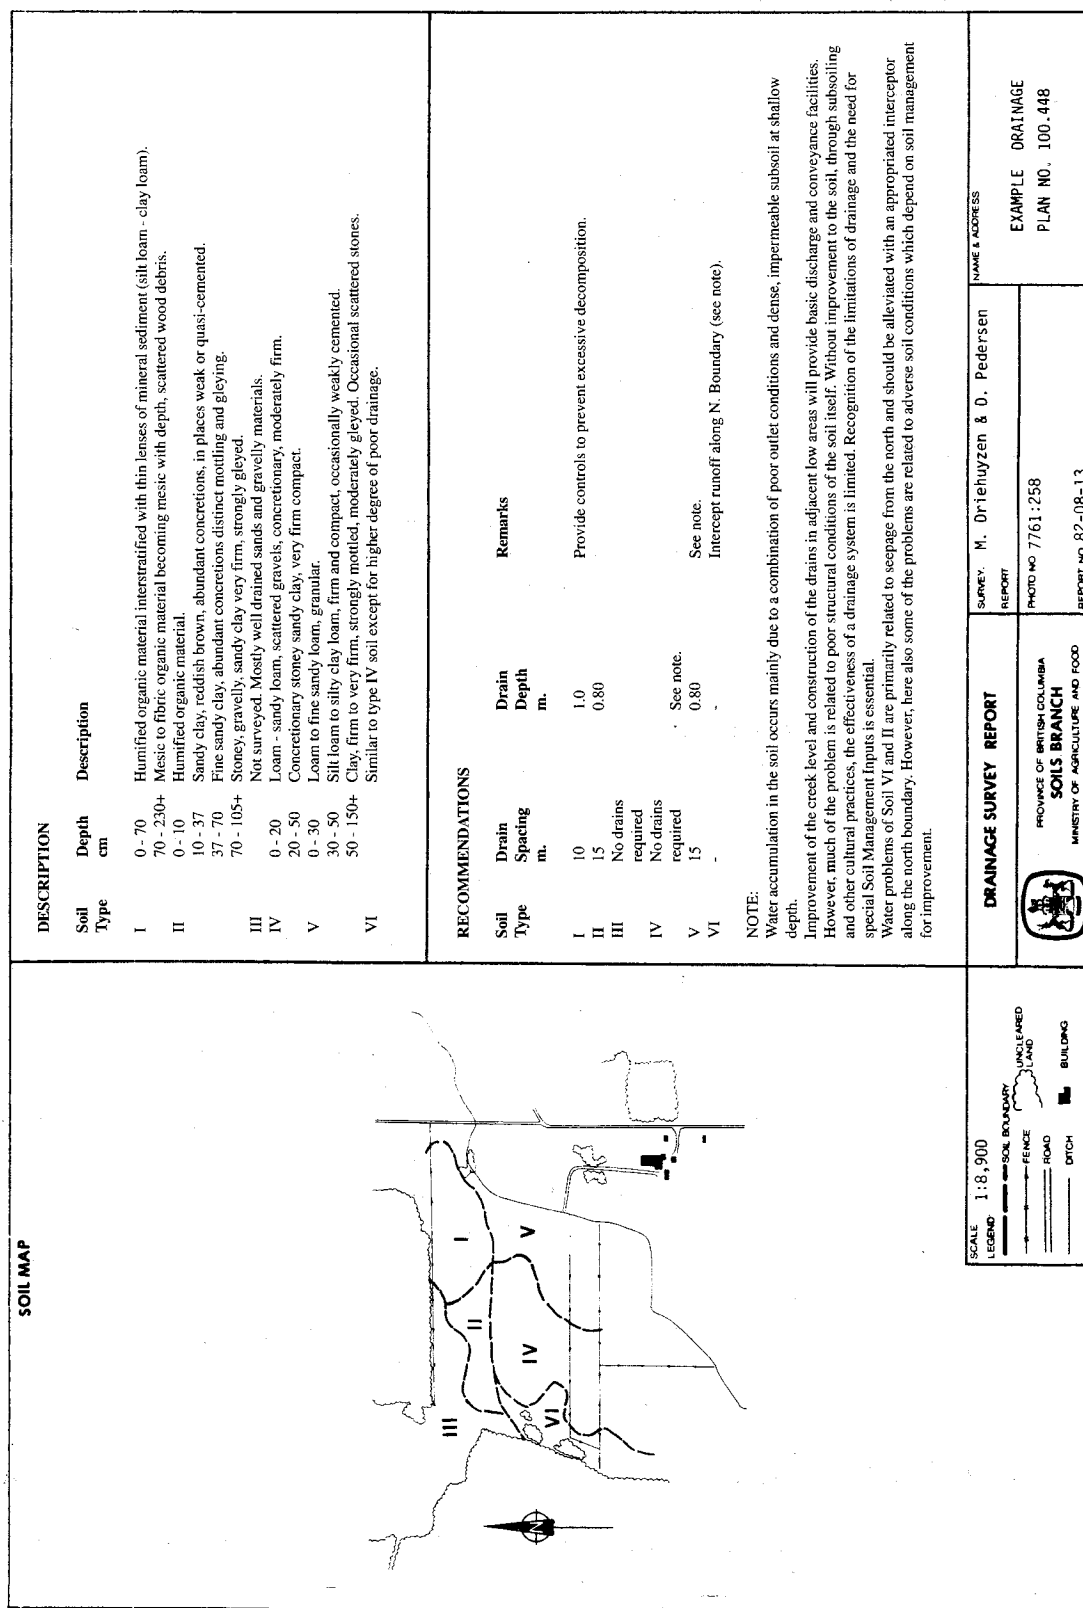 SOIL MAP
III
II
I
VI
IV
V
N
SCALE 1:8,900
LEGEND:
SOIL BOUNDARY
FENCE
UNCLEARED LAND
ROAD
DITCH
BUILDING
DESCRIPTION
Soil Type Depth cm Description
I 0 - 70 Humified organic material interstratified with thin lenses of mineral sediment (silt loam - clay loam).
70 - 230+ Mesic to fibric organic material becoming mesic with depth, scattered wood debris.
II 0 - 10 Humified organic material.
10 - 37 Sandy clay, reddish brown, abundant concretions, in places weak or quasi-cemented.
37 - 70 Fine sandy clay, abundant concretions distinct mottling and gleying.
70 - 105+ Stoney, gravelly, sandy clay very firm, strongly gleyed.
III Not surveyed. Mostly well drained sands and gravelly materials.
IV 0 - 20 Loam - sandy loam, scattered gravels, concretionary, moderately firm.
20 - 50 Concretionary stoney sandy clay, very firm compact.
V 0 - 30 Loam to fine sandy loam, granular.
30 - 50 Silt loam to silty clay loam, firm and compact, occasionally weakly cemented.
50 - 150+ Clay, firm to very firm, strongly mottled, moderately gleyed. Occasional scattered stones.
VI Similar to type IV soil except for higher degree of poor drainage.
RECOMMENDATIONS
Soil Type Drain Spacing m. Drain Depth m. Remarks
I 10 1.0 Provide controls to prevent excessive decomposition.
II 15 0.80
III No drains required
IV No drains required See note.
V 15 0.80 See note.
VI - - Intercept runoff along N. Boundary (see note).
NOTE:
Water accumulation in the soil occurs mainly due to a combination of poor outlet conditions and dense, impermeable subsoil at shallow
depth.
Improvement of the creek level and construction of the drains in adjacent low areas will provide basic discharge and conveyance facilities.
However, much of the problem is related to poor structural conditions of the soil itself. Without improvement to the soil, through subsoiling
and other cultural practices, the effectiveness of a drainage system is limited. Recognition of the limitations of drainage and the need for
special Soil Management Inputs is essential.
Water problems of Soil VI and II are primarily related to seepage from the north and should be alleviated with an appropriated interceptor
along the north boundary. However, here also some of the problems are related to adverse soil conditions which depend on soil management
for improvement.
DRAINAGE SURVEY REPORT
PROVINCE OF BRITISH COLUMBIA
SOILS BRANCH
MINISTRY OF AGRICULTURE AND FOOD
SURVEY: M. Driehuyzen & D. Pedersen
REPORT
PHOTO NO 7761:258
REPORT NO 82-08-13
NAME & ADDRESS
EXAMPLE DRAINAGE
PLAN NO. 100.448